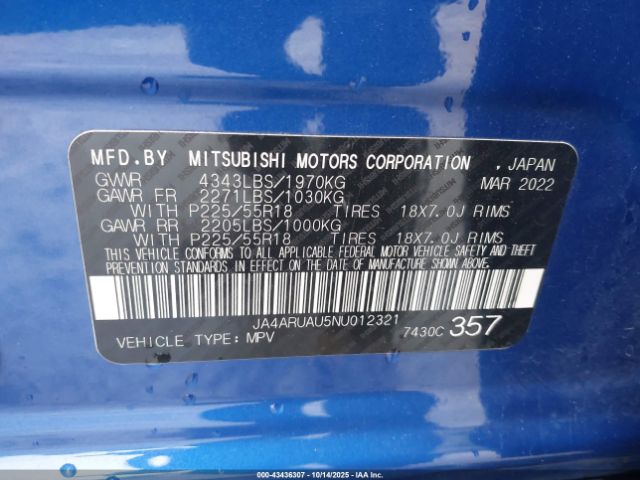 MFD.BY MITSUBISHI MOTORS CORPORATION , JAPAN
GVWR 4343LBS/1970KG MAR 2022
GAWR FR 2271LBS/1030KG
WITH P225/55R18 TIRES 18X7.0J RIMS
GAWR RR 2205LBS/1000KG
WITH P225/55R18 TIRES 18X7.0J RIMS
THIS VEHICLE CONFORMS TO ALL APPLICABLE FEDERAL MOTOR VEHICLE SAFETY AND THEFT
PREVENTION STANDARDS IN EFFECT ON THE DATE OF MANUFACTURE SHOWN ABOVE.
JA4ARUAU5NU012321
VEHICLE TYPE: MPV 7430C 357
000-43436307 - 10/14/2025 - IAAI.COM